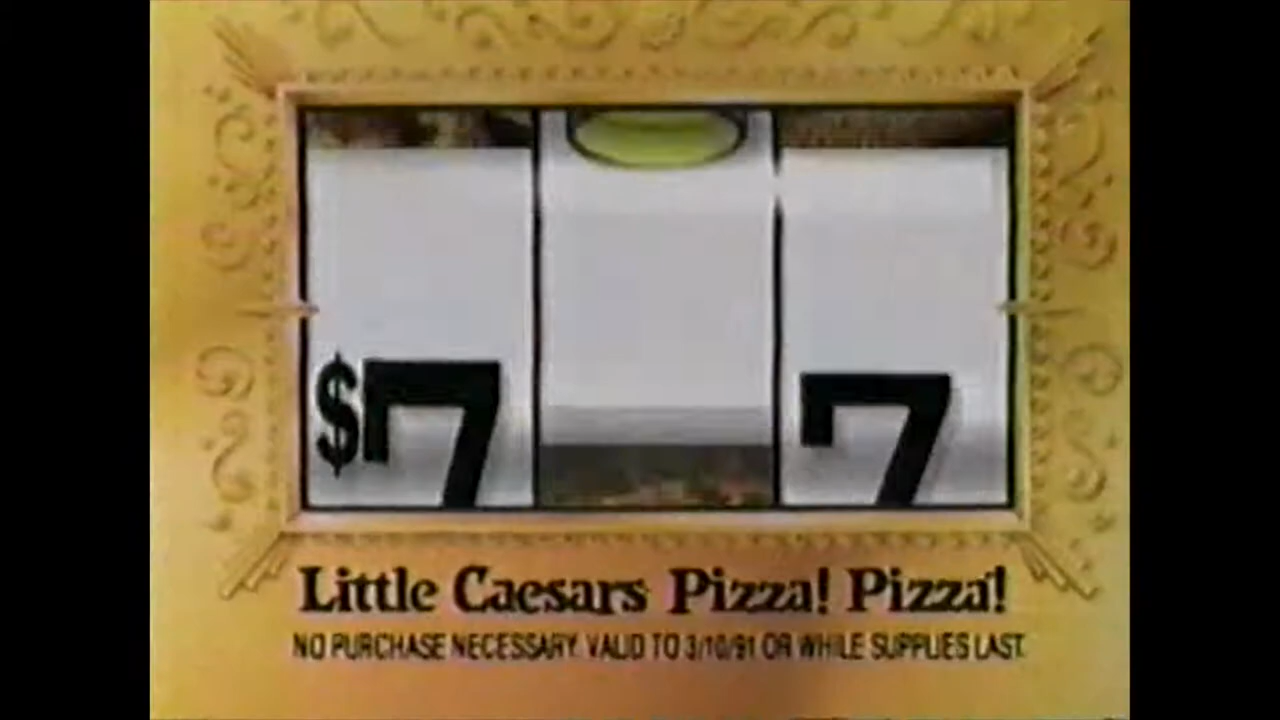 $7 7
Little Caesars Pizza! Pizza!
NO PURCHASE NECESSARY. VALID TO 3/10/91 OR WHILE SUPPLIES LAST.